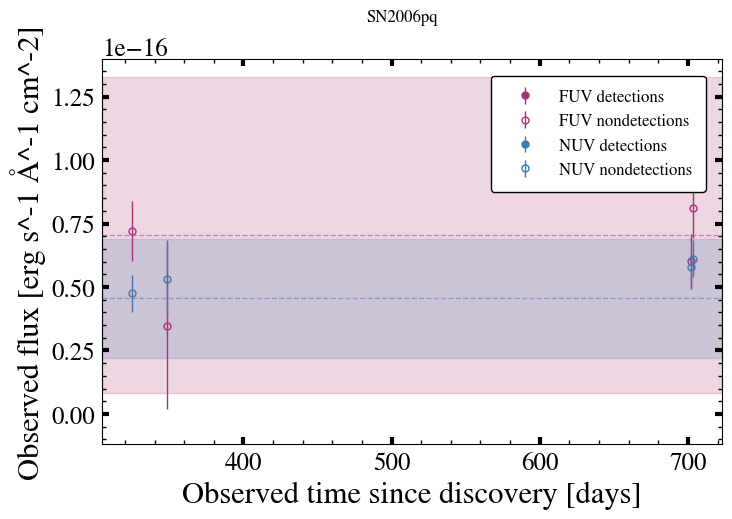 SN2006pq
1e−16
Observed flux [erg s^-1 Å^-1 cm^-2]
1.25
1.00
0.75
0.50
0.25
0.00
FUV detections
FUV nondetections
NUV detections
NUV nondetections
400
500
600
700
Observed time since discovery [days]